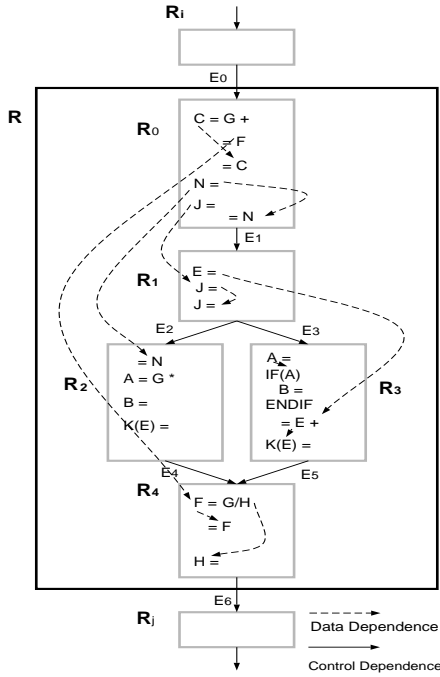 Ri
E0
R
R0
C = G +
= F
= C
N =
J =
= N
E1
R1
E =
J =
J =
E2
E3
R2
= N
A = G *
B =
K(E) =
A =
IF(A)
B =
ENDIF
= E +
K(E) =
R3
E4
E5
R4
F = G/H
= F
H =
E6
Rj
Data Dependence
Control Dependence